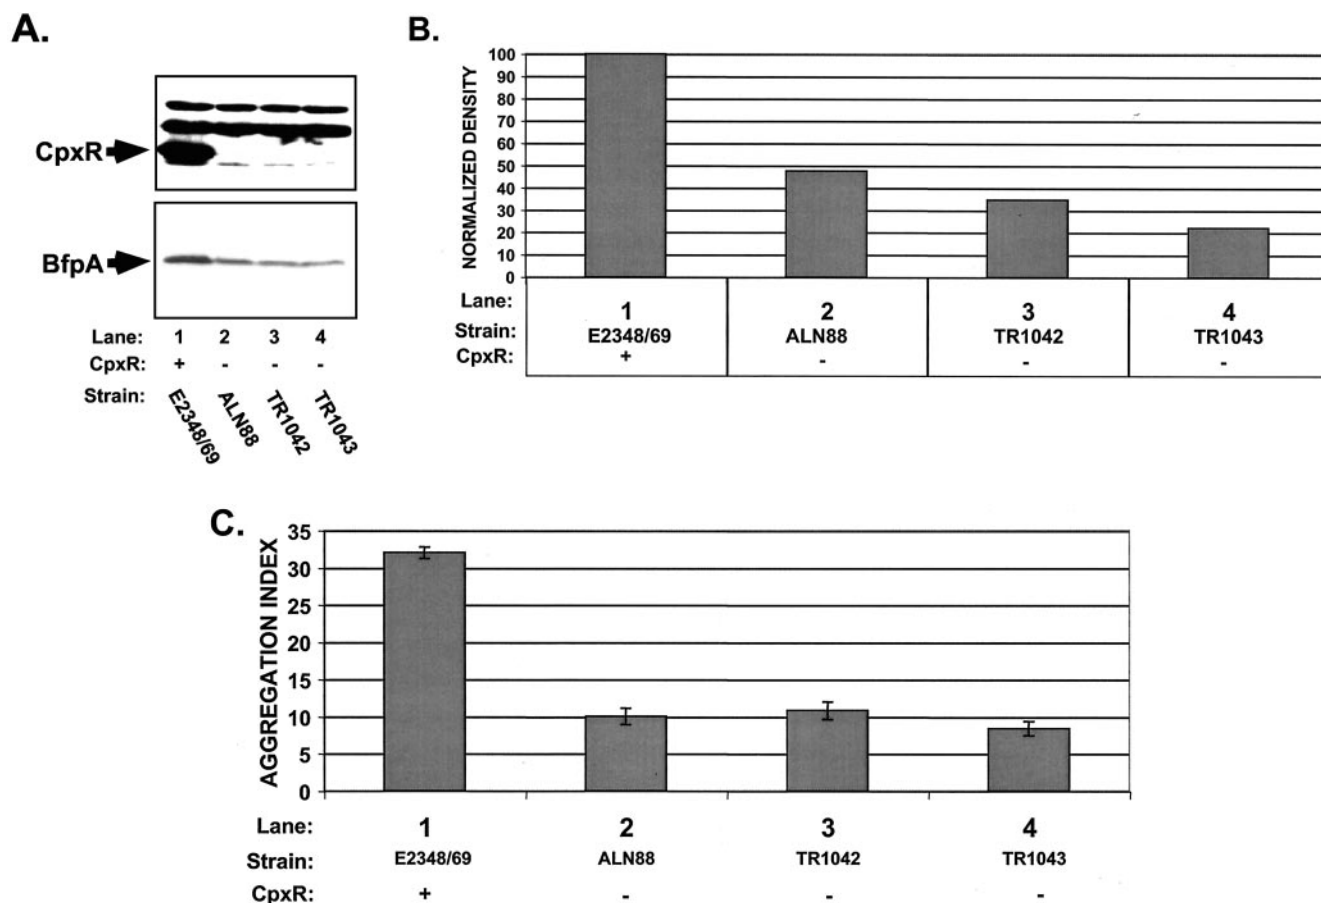 A.
CpxR
BfpA
Lane: 1 2 3 4
CpxR: + - - -
Strain: E2348/69 ALN88 TR1042 TR1043
B.
NORMALIZED DENSITY
100
90
80
70
60
50
40
30
20
10
0
Lane: 1 2 3 4
Strain: E2348/69 ALN88 TR1042 TR1043
CpxR: + - - -
C.
AGGREGATION INDEX
35
30
25
20
15
10
5
0
Lane: 1 2 3 4
Strain: E2348/69 ALN88 TR1042 TR1043
CpxR: + - - -